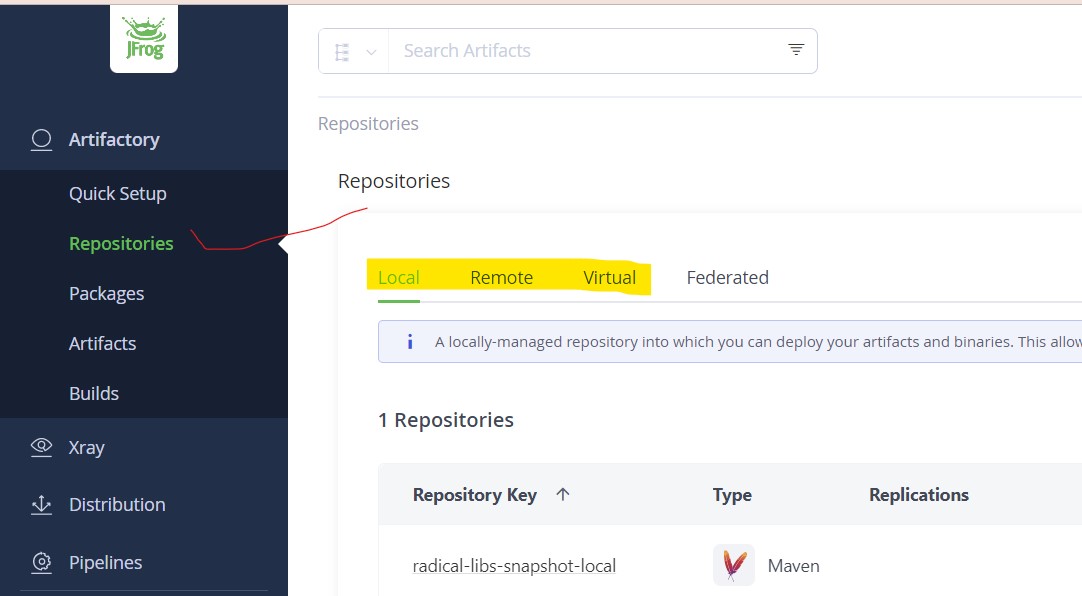 JFrog
Search Artifacts
Artifactory
Quick Setup
Repositories
Packages
Artifacts
Builds
Xray
Distribution
Pipelines
Repositories
Repositories
Local Remote Virtual Federated
i A locally-managed repository into which you can deploy your artifacts and binaries. This allow
1 Repositories
Repository Key Type Replications
radical-libs-snapshot-local Maven